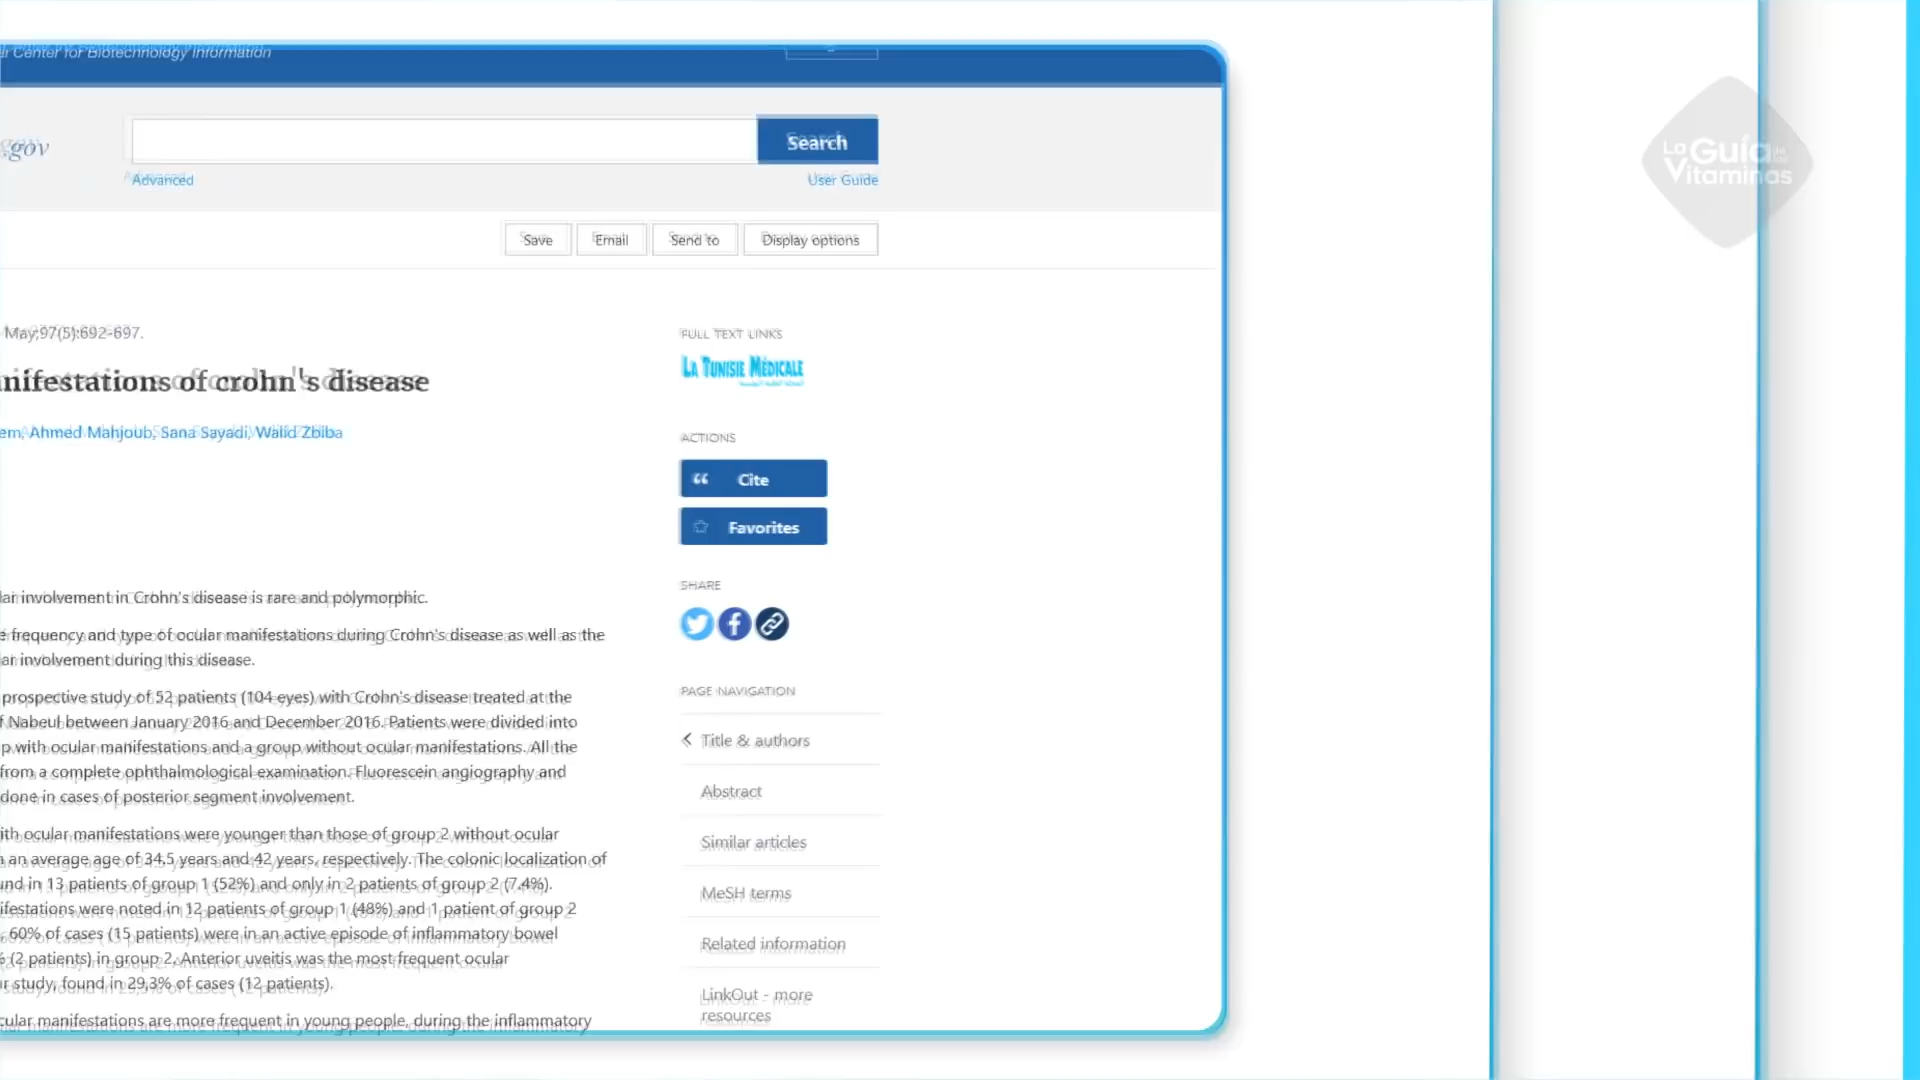 Center for Biotechnology Information
.gov
Search
Advanced
User Guide
La Guía de las
Vitaminas
Save
Email
Send to
Display options
May;97(5):692-697.
nifestations of crohn's disease
em, Ahmed Mahjoub, Sana Sayadi, Walid Zbiba
FULL TEXT LINKS
LA TUNISIE MÉDICALE
ACTIONS
Cite
Favorites
SHARE
PAGE NAVIGATION
Title & authors
Abstract
Similar articles
MeSH terms
Related information
LinkOut - more
resources
ar involvement in Crohn's disease is rare and polymorphic.
frequency and type of ocular manifestations during Crohn's disease as well as the
ar involvement during this disease.
prospective study of 52 patients (104 eyes) with Crohn's disease treated at the
f Nabeul between January 2016 and December 2016. Patients were divided into
p with ocular manifestations and a group without ocular manifestations. All the
from a complete ophthalmological examination. Fluorescein angiography and
done in cases of posterior segment involvement.
ith ocular manifestations were younger than those of group 2 without ocular
n an average age of 34.5 years and 42 years, respectively. The colonic localization of
nd in 13 patients of group 1 (52%) and only in 2 patients of group 2 (7.4%).
ifestations were noted in 12 patients of group 1 (48%) and 1 patient of group 2
60% of cases (15 patients) were in an active episode of inflammatory bowel
(2 patients) in group 2. Anterior uveitis was the most frequent ocular
r study, found in 29,3% of cases (12 patients).
cular manifestations are more frequent in young people, during the inflammatory